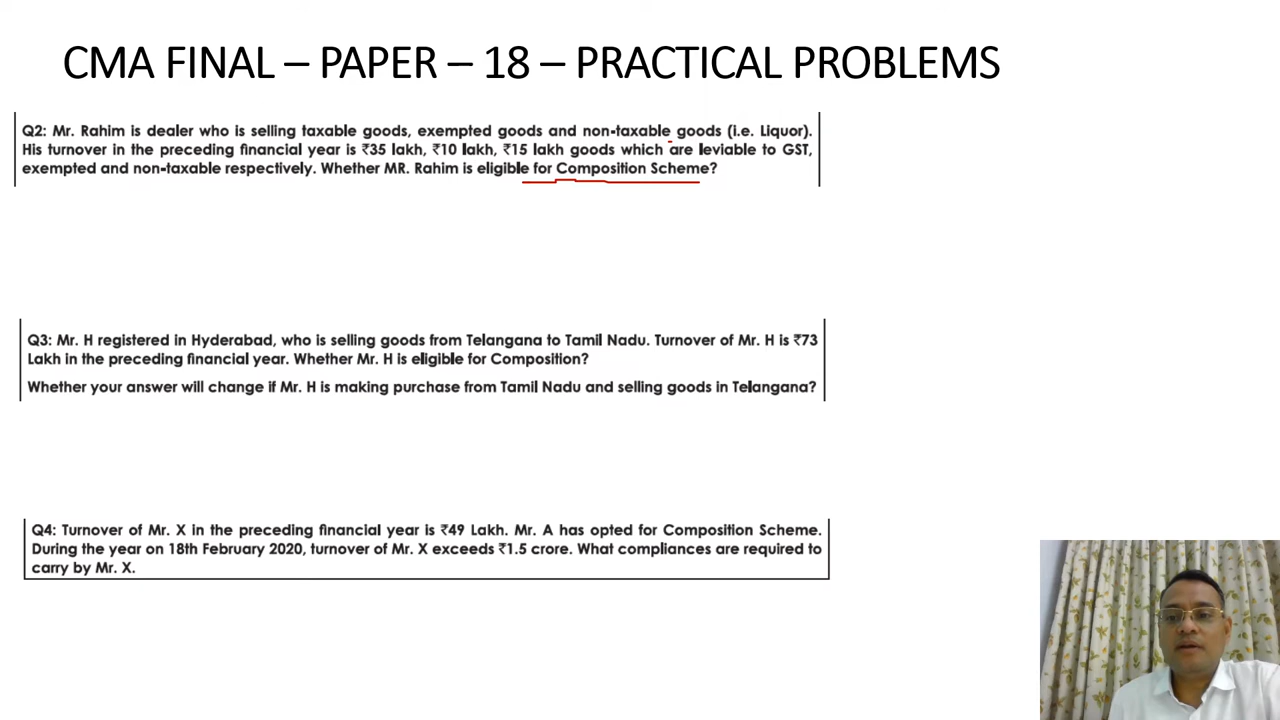 CMA FINAL – PAPER – 18 – PRACTICAL PROBLEMS
Q2: Mr. Rahim is dealer who is selling taxable goods, exempted goods and non-taxable goods (i.e. Liquor).
His turnover in the preceding financial year is ₹35 lakh, ₹10 lakh, ₹15 lakh goods which are leviable to GST,
exempted and non-taxable respectively. Whether MR. Rahim is eligible for Composition Scheme?
Q3: Mr. H registered in Hyderabad, who is selling goods from Telangana to Tamil Nadu. Turnover of Mr. H is ₹73
Lakh in the preceding financial year. Whether Mr. H is eligible for Composition?
Whether your answer will change if Mr. H is making purchase from Tamil Nadu and selling goods in Telangana?
Q4: Turnover of Mr. X in the preceding financial year is ₹49 Lakh. Mr. A has opted for Composition Scheme.
During the year on 18th February 2020, turnover of Mr. X exceeds ₹1.5 crore. What compliances are required to
carry by Mr. X.